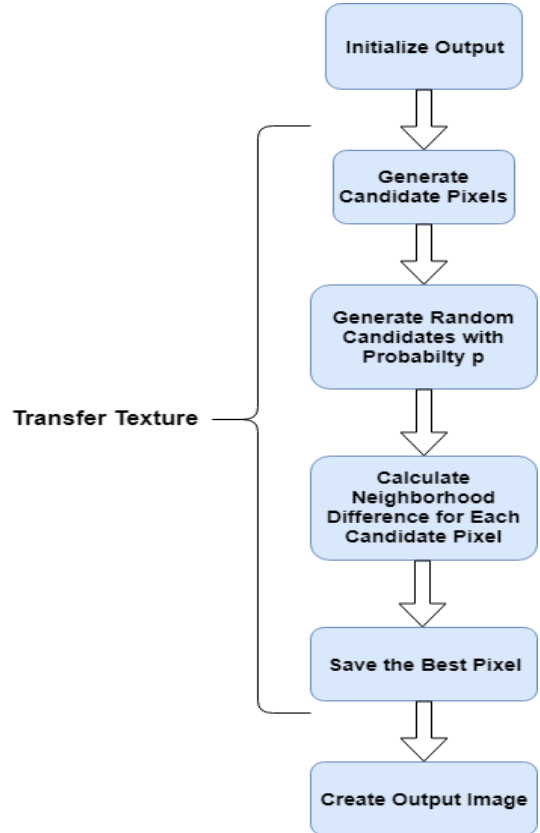 Initialize Output
Generate
Candidate Pixels
Generate Random
Candidates with
Probabilty p
Transfer Texture
Calculate
Neighborhood
Difference for Each
Candidate Pixel
Save the Best Pixel
Create Output Image